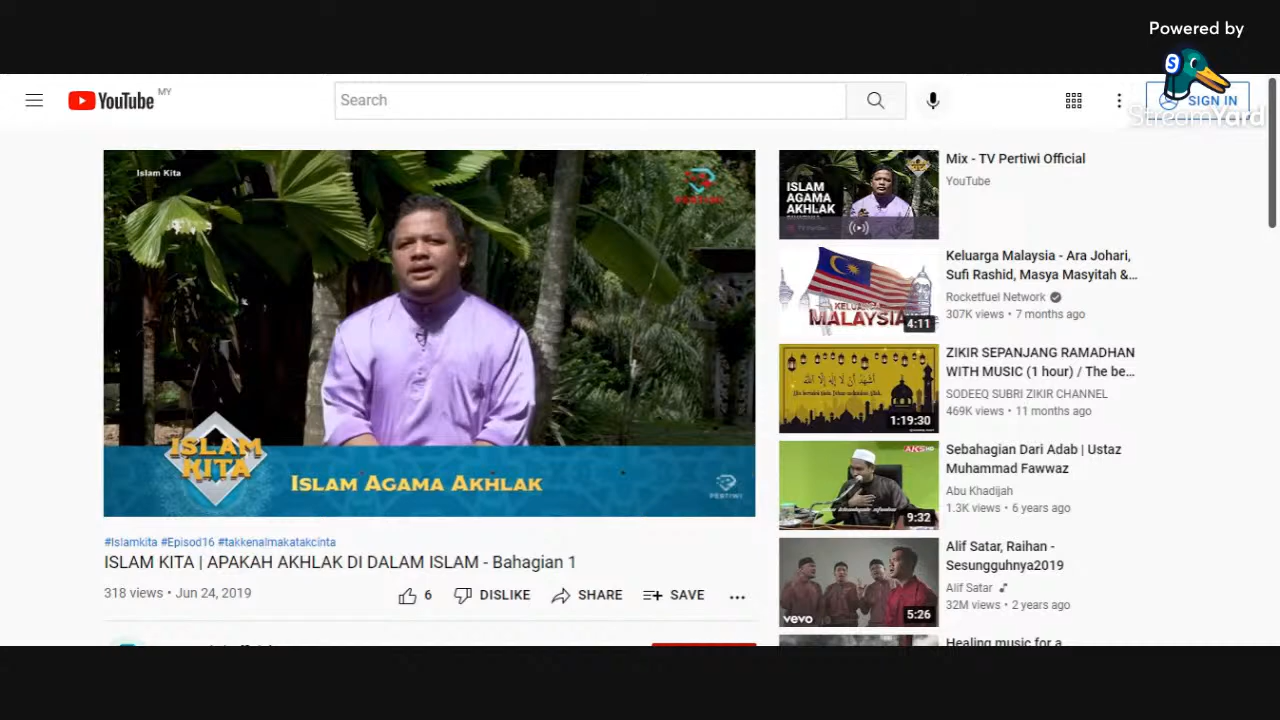 Powered by
StreamYard
YouTube MY
Search
SIGN IN
Islam Kita
ISLAM
KITA
ISLAM AGAMA AKHLAK
PERTIWI
#Islamkita #Episod16 #takkenalmakatakcinta
ISLAM KITA | APAKAH AKHLAK DI DALAM ISLAM - Bahagian 1
318 views • Jun 24, 2019
6
DISLIKE
SHARE
SAVE
ISLAM
AGAMA
AKHLAK
Mix - TV Pertiwi Official
YouTube
KELUARGA
MALAYSIA
4:11
Keluarga Malaysia - Ara Johari,
Sufi Rashid, Masya Masyitah &...
Rocketfuel Network
307K views • 7 months ago
1:19:30
ZIKIR SEPANJANG RAMADHAN
WITH MUSIC (1 hour) / The be...
SODEEQ SUBRI ZIKIR CHANNEL
469K views • 11 months ago
9:32
Sebahagian Dari Adab | Ustaz
Muhammad Fawwaz
Abu Khadijah
1.3K views • 6 years ago
vevo
5:26
Alif Satar, Raihan -
Sesungguhnya2019
Alif Satar
32M views • 2 years ago
Healing music for a